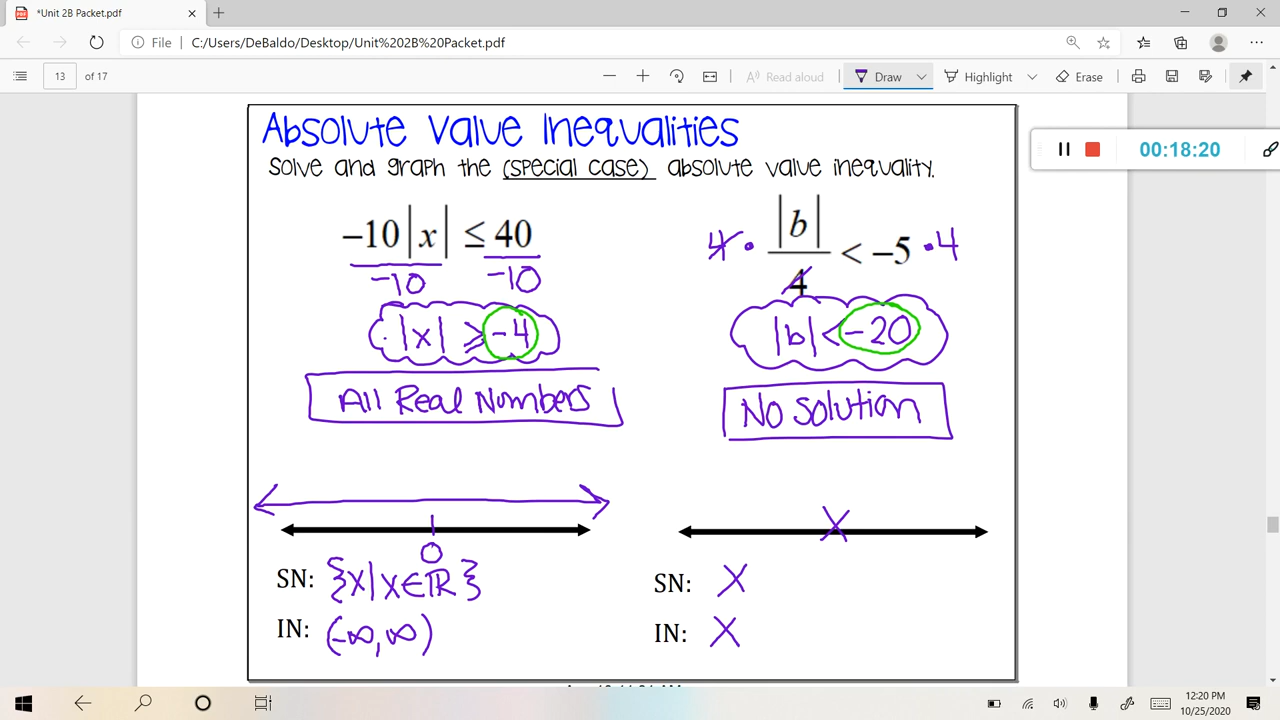 *Unit 2B Packet.pdf
File C:/Users/DeBaldo/Desktop/Unit%202B%20Packet.pdf
13 of 17 Read aloud Draw Highlight Erase
00:18:20
Absolute Value Inequalities
Solve and graph the (special case) absolute value inequality.
−10|x| ≤ 40
−10 −10
|x| ≥ −4
All Real Numbers
0
SN: {x|x∈ℝ}
IN: (−∞,∞)
4 • |b|/4 < −5 • 4
|b| < −20
No Solution
X
SN: X
IN: X
12:20 PM
10/25/2020